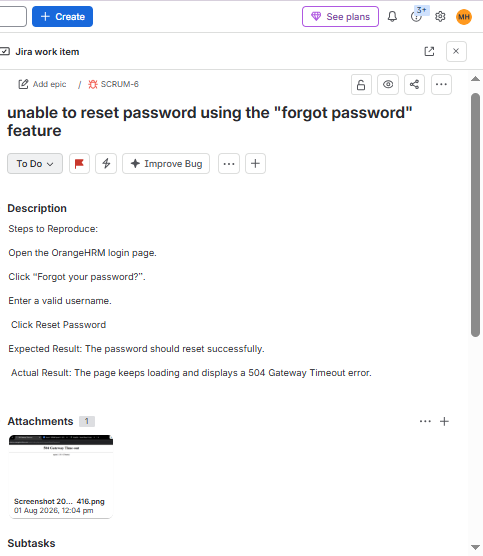 + Create
See plans
3+
MH
Jira work item
Add epic / SCRUM-6
unable to reset password using the "forgot password"
feature
To Do
Improve Bug
Description
Steps to Reproduce:
Open the OrangeHRM login page.
Click “Forgot your password?”.
Enter a valid username.
Click Reset Password
Expected Result: The password should reset successfully.
Actual Result: The page keeps loading and displays a 504 Gateway Timeout error.
Attachments 1
504 Gateway Time-out
Screenshot 20... 416.png
01 Aug 2026, 12:04 pm
Subtasks